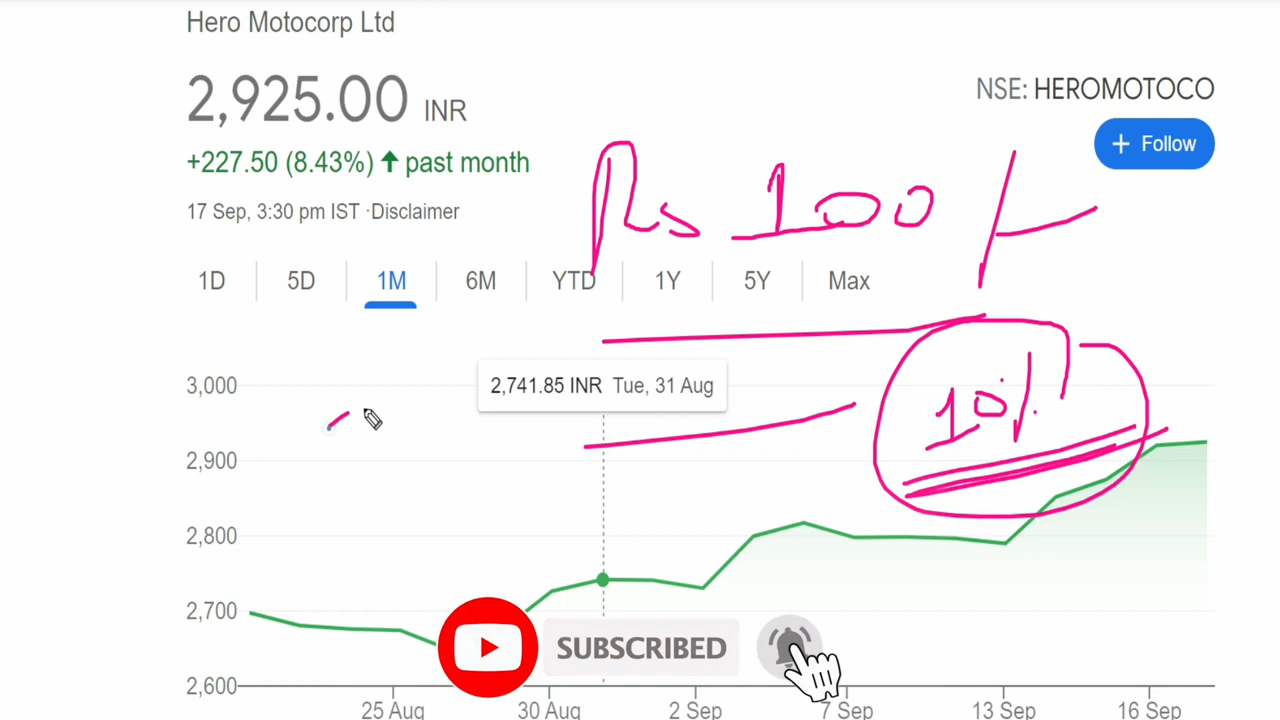 Hero Motocorp Ltd
2,925.00 INR
NSE: HEROMOTOCO
+ Follow
+227.50 (8.43%) ↑ past month
17 Sep, 3:30 pm IST ·Disclaimer
Rs 100/-
1D 5D 1M 6M YTD 1Y 5Y Max
10%
2,741.85 INR Tue, 31 Aug
3,000
2,900
2,800
2,700
2,600
SUBSCRIBED
25 Aug 30 Aug 2 Sep 7 Sep 13 Sep 16 Sep